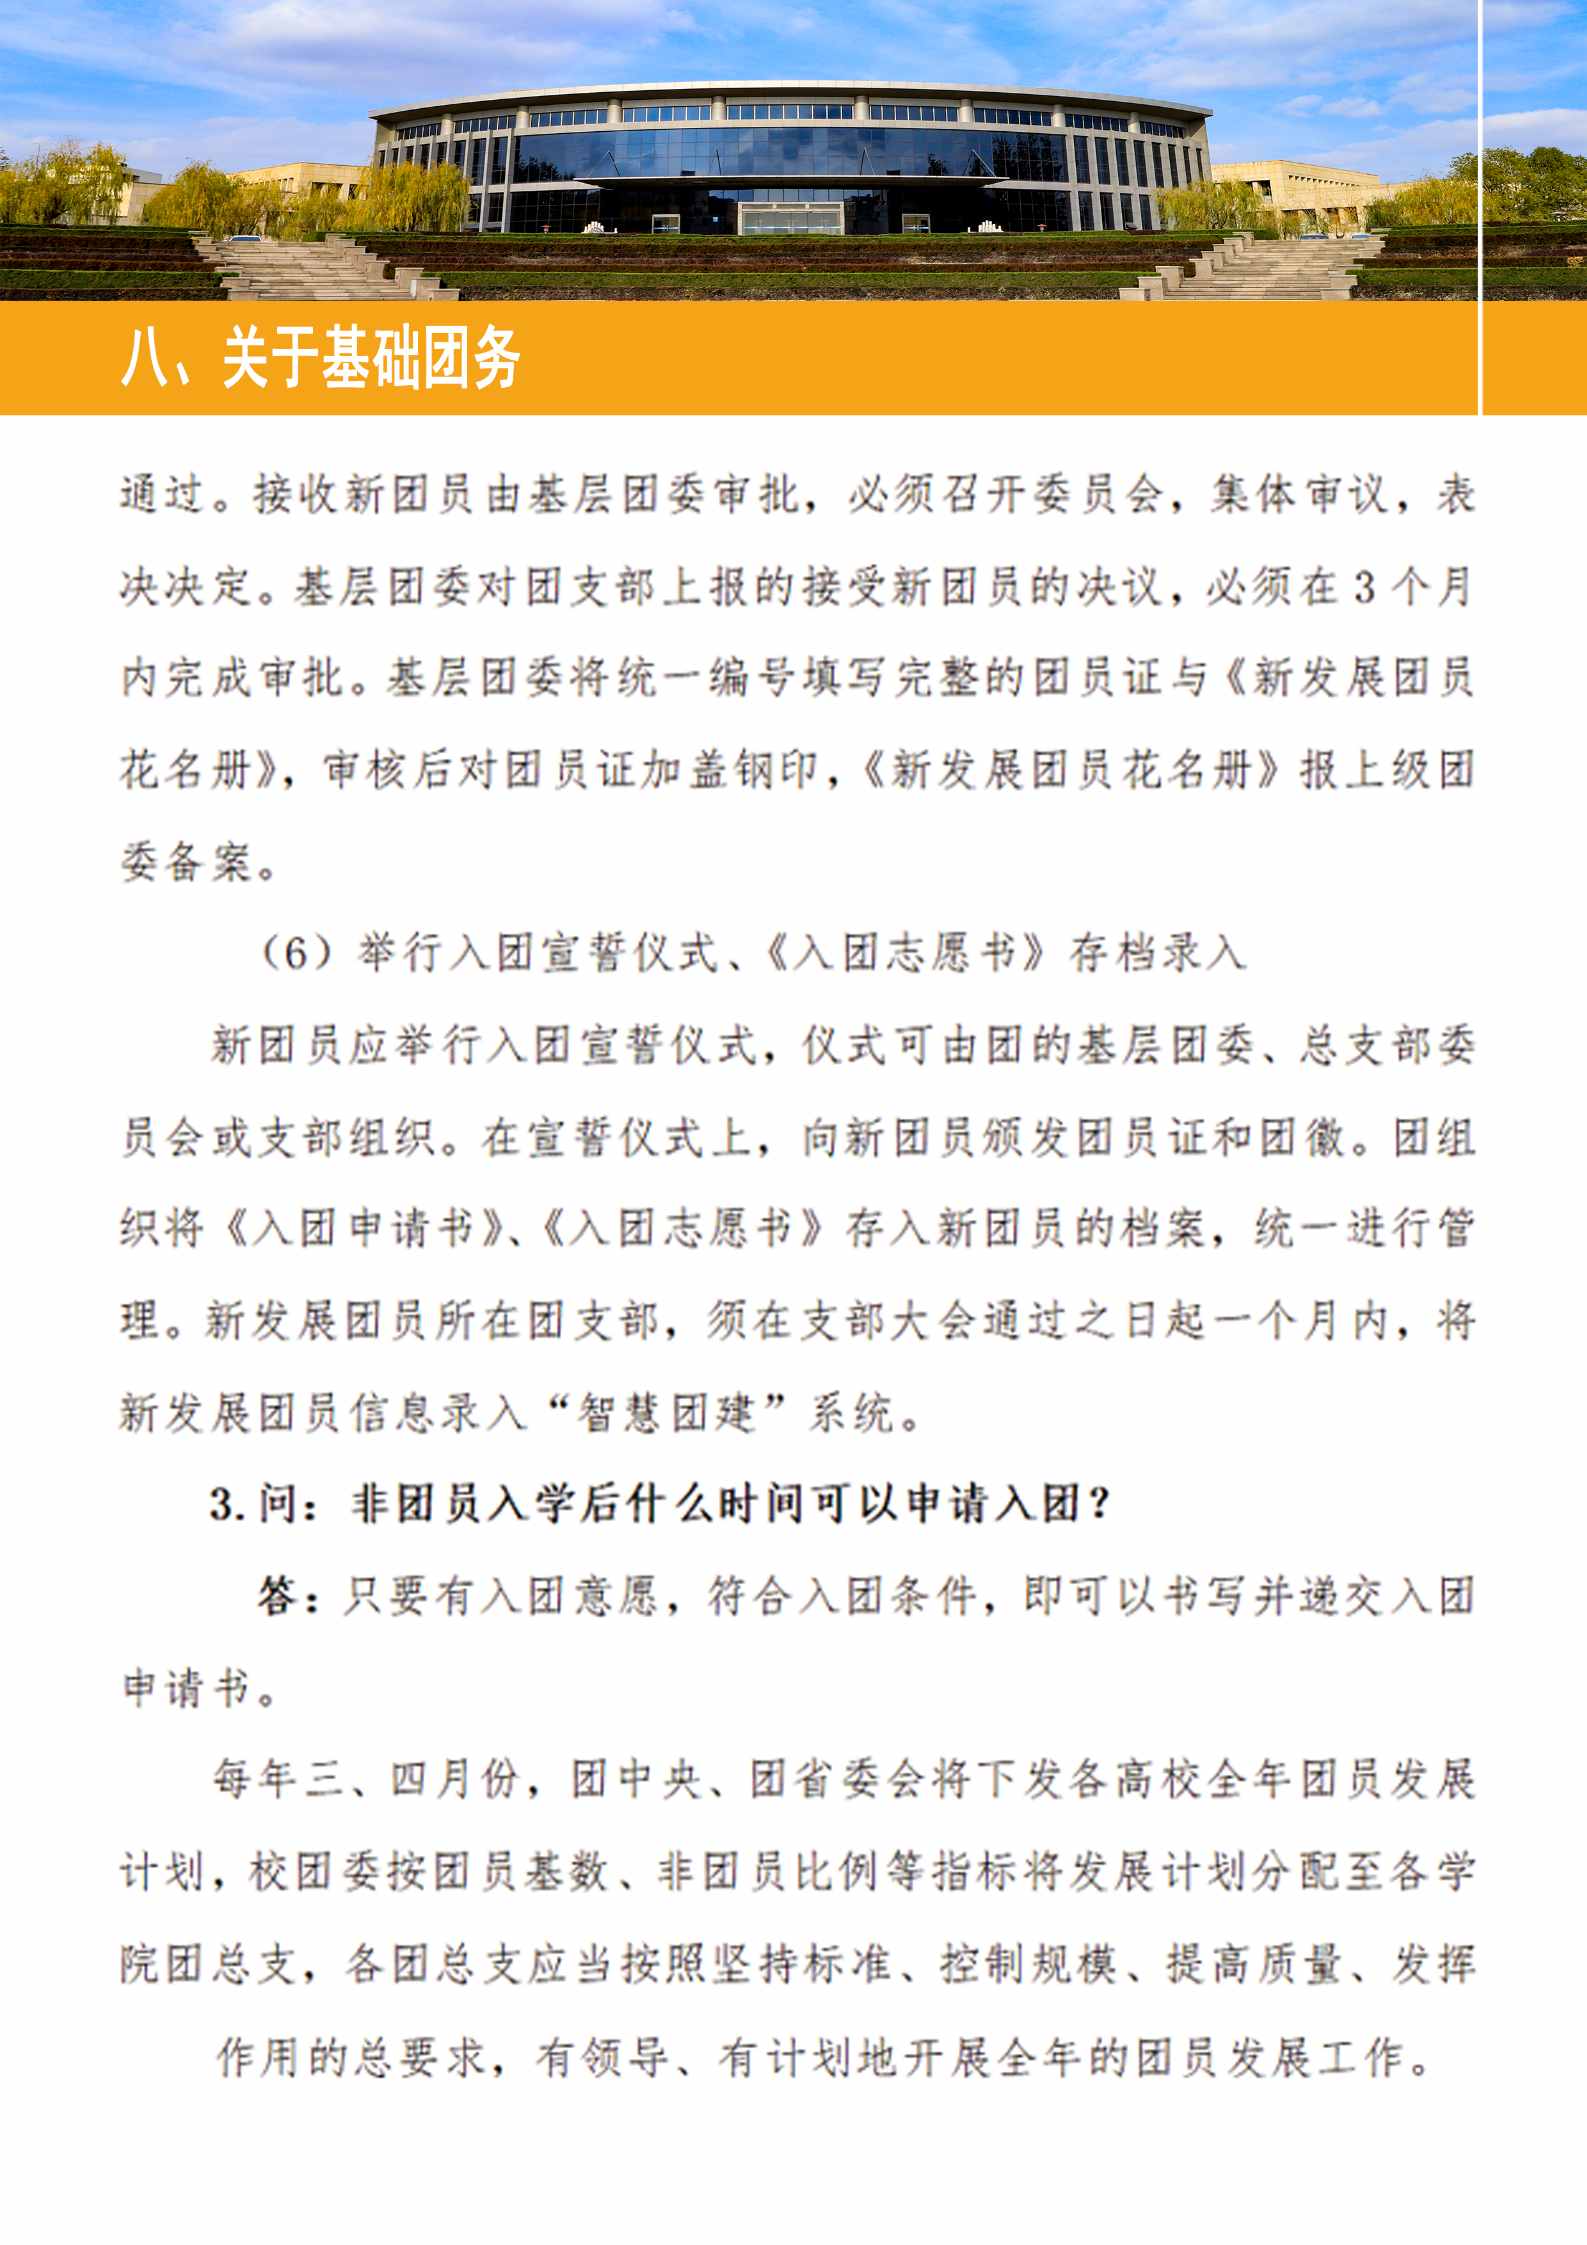 八、关于基础团务
通过。接收新团员由基层团委审批，必须召开委员会，集体审议，表
决决定。基层团委对团支部上报的接受新团员的决议，必须在 3 个月
内完成审批。基层团委将统一编号填写完整的团员证与《新发展团员
花名册》，审核后对团员证加盖钢印，《新发展团员花名册》报上级团
委备案。
（6）举行入团宣誓仪式、《入团志愿书》存档录入
新团员应举行入团宣誓仪式，仪式可由团的基层团委、总支部委
员会或支部组织。在宣誓仪式上，向新团员颁发团员证和团徽。团组
织将《入团申请书》、《入团志愿书》存入新团员的档案，统一进行管
理。新发展团员所在团支部，须在支部大会通过之日起一个月内，将
新发展团员信息录入“智慧团建”系统。
3.问：非团员入学后什么时间可以申请入团？
答：只要有入团意愿，符合入团条件，即可以书写并递交入团
申请书。
每年三、四月份，团中央、团省委会将下发各高校全年团员发展
计划，校团委按团员基数、非团员比例等指标将发展计划分配至各学
院团总支，各团总支应当按照坚持标准、控制规模、提高质量、发挥
作用的总要求，有领导、有计划地开展全年的团员发展工作。